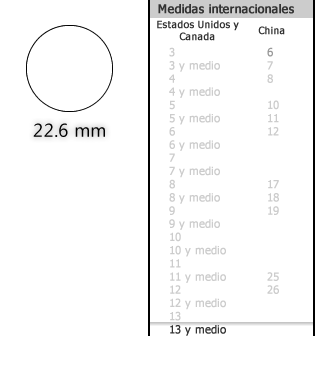 Medidas internacionales
Estados Unidos y Canada China
3 6
3 y medio 7
4 8
4 y medio
5 10
5 y medio 11
6 12
6 y medio
7
7 y medio
8 17
8 y medio 18
9 19
9 y medio
10
10 y medio
11
11 y medio 25
12 26
12 y medio
13
13 y medio
22.6 mm